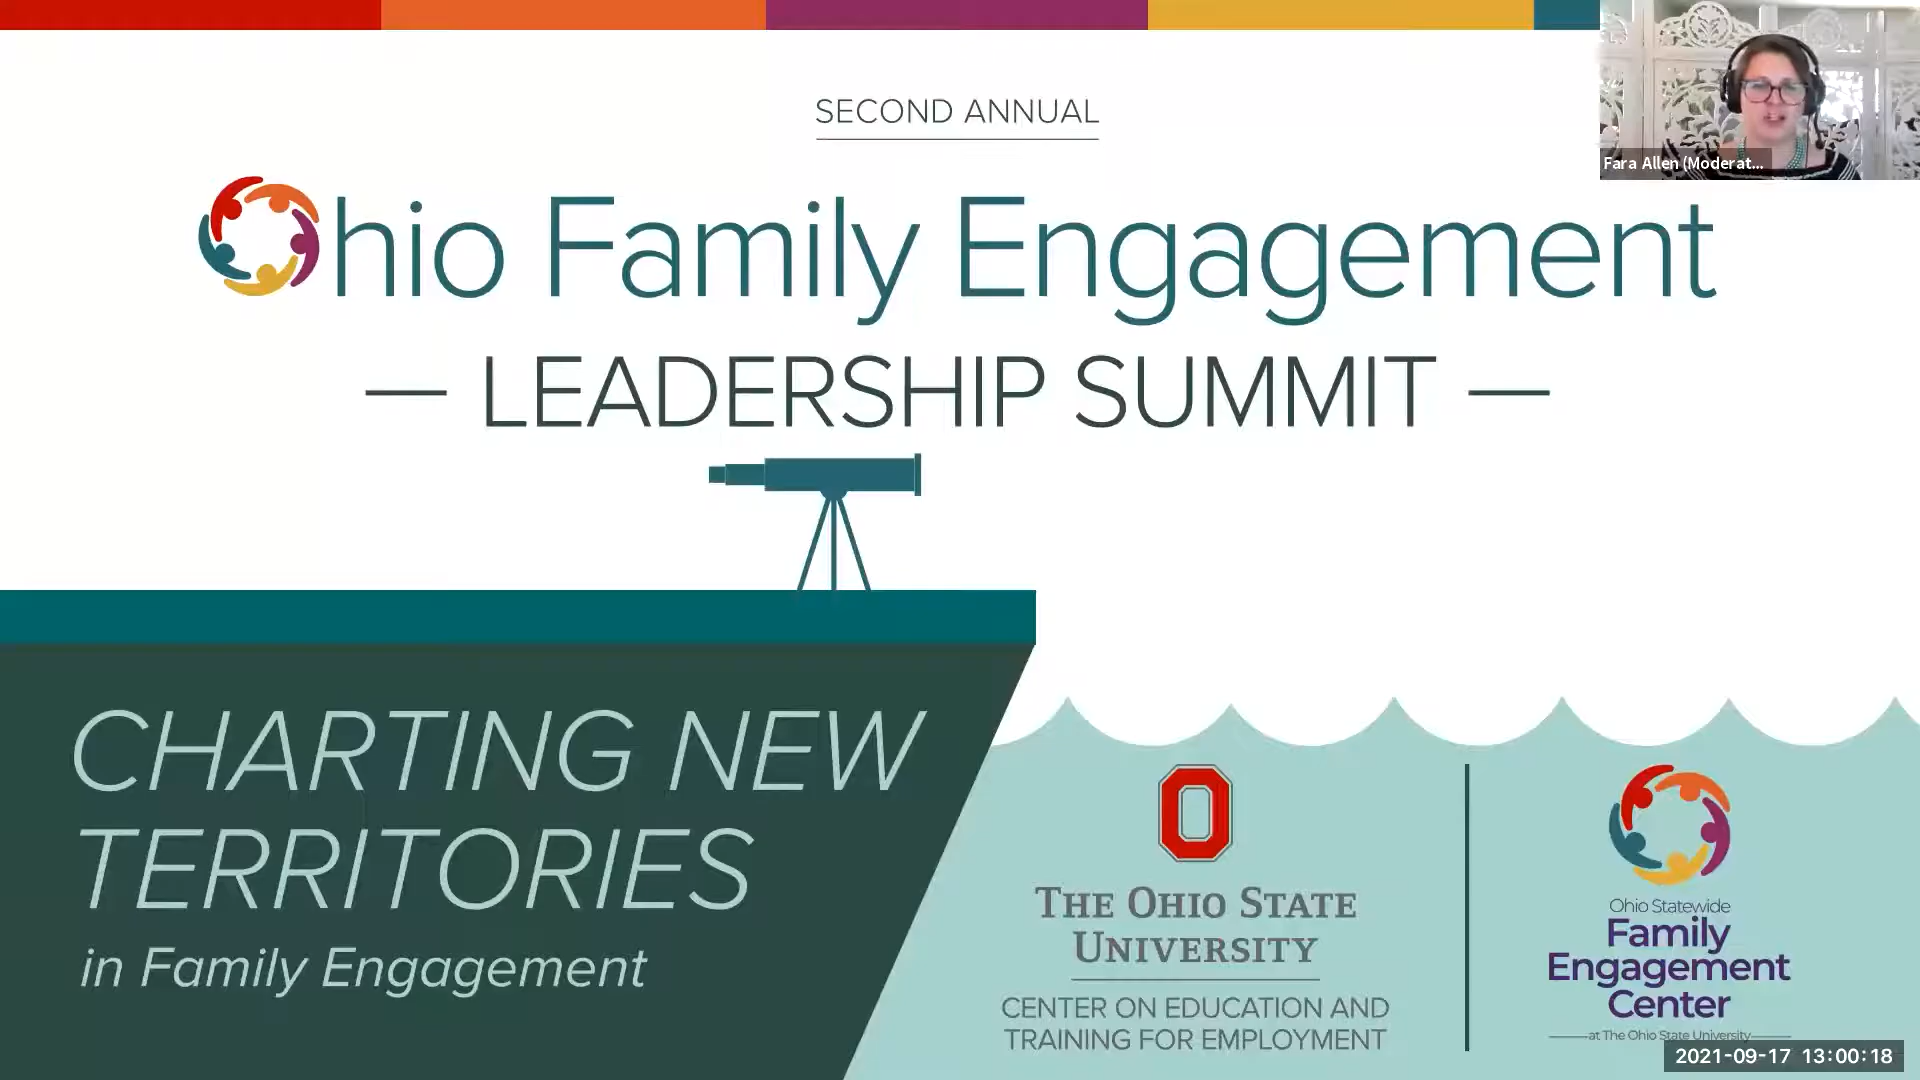 SECOND ANNUAL
Ohio Family Engagement
— LEADERSHIP SUMMIT —
Fara Allen (Moderat...
CHARTING NEW
TERRITORIES
in Family Engagement
THE OHIO STATE
UNIVERSITY
CENTER ON EDUCATION AND
TRAINING FOR EMPLOYMENT
Ohio Statewide
Family
Engagement
Center
at The Ohio State University
2021-09-17 13:00:18